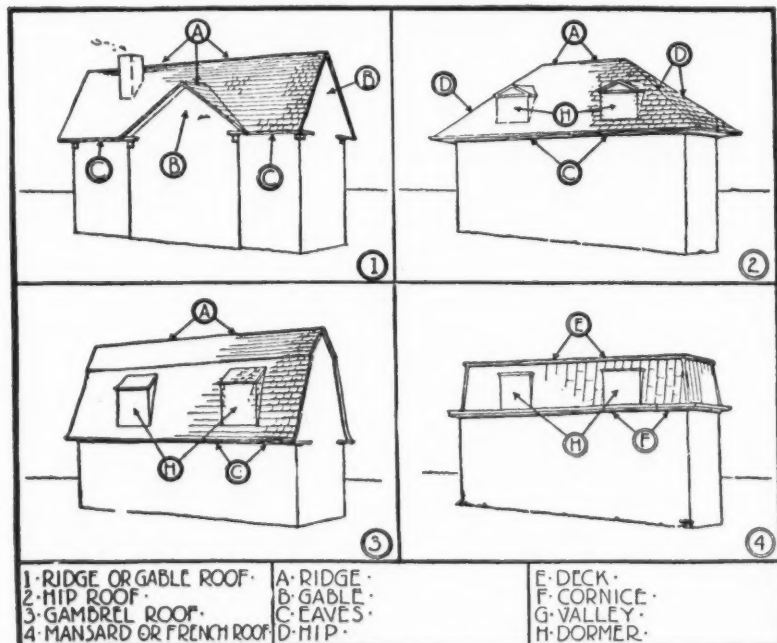 A
B
C
B
C
1
A
D
D
H
C
2
A
H
C
3
E
H
F
4
1·RIDGE OR GABLE ROOF·
2·HIP ROOF·
3·GAMBREL ROOF·
4·MANSARD OR FRENCH ROOF
A·RIDGE·
B·GABLE·
C·EAVES·
D·HIP·
E·DECK·
F·CORNICE·
G·VALLEY·
H·DORMER·